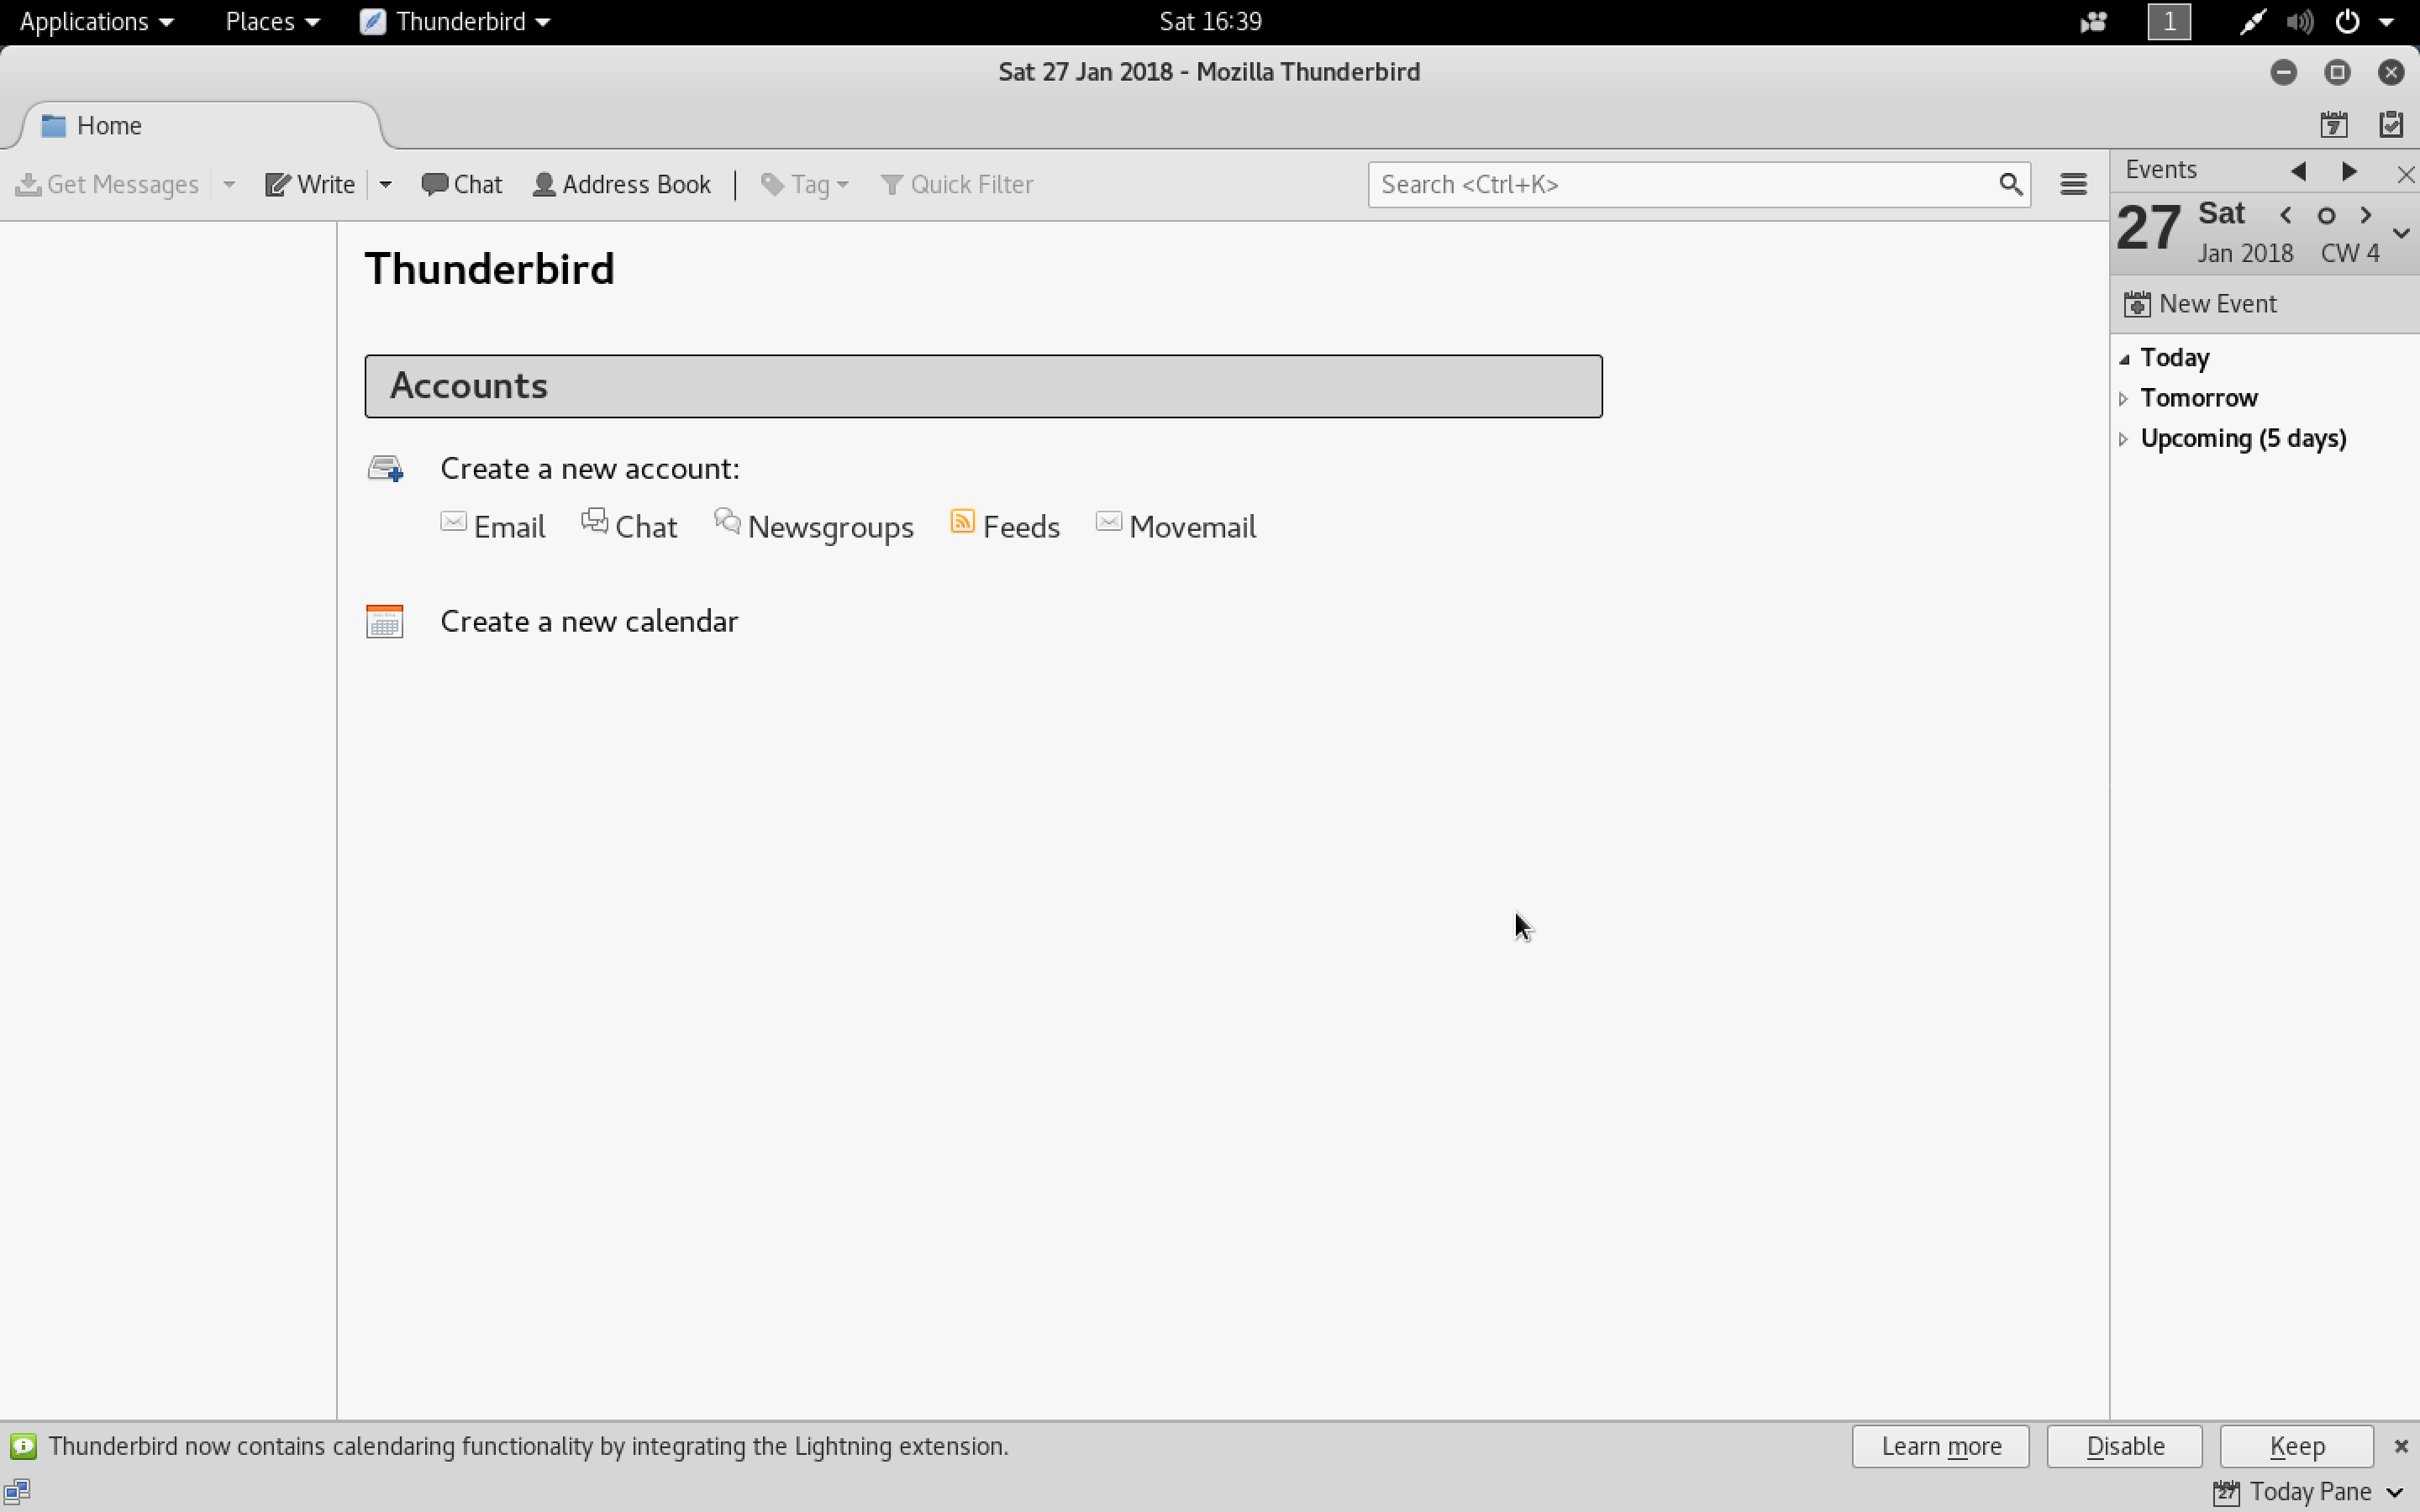 Applications Places Thunderbird Sat 16:39 1
Sat 27 Jan 2018 - Mozilla Thunderbird
Home
Get Messages Write Chat Address Book Tag Quick Filter Search <Ctrl+K>
Events
27 Sat
Jan 2018 CW 4
New Event
Today
Tomorrow
Upcoming (5 days)
Thunderbird
Accounts
Create a new account:
Email Chat Newsgroups Feeds Movemail
Create a new calendar
Thunderbird now contains calendaring functionality by integrating the Lightning extension. Learn more Disable Keep
27 Today Pane